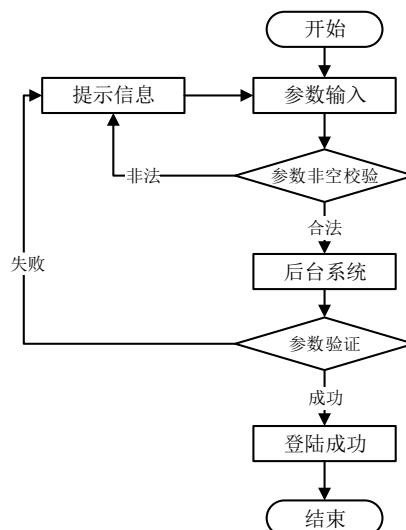 开始
提示信息
参数输入
参数非空校验
非法
合法
后台系统
失败
参数验证
成功
登陆成功
结束